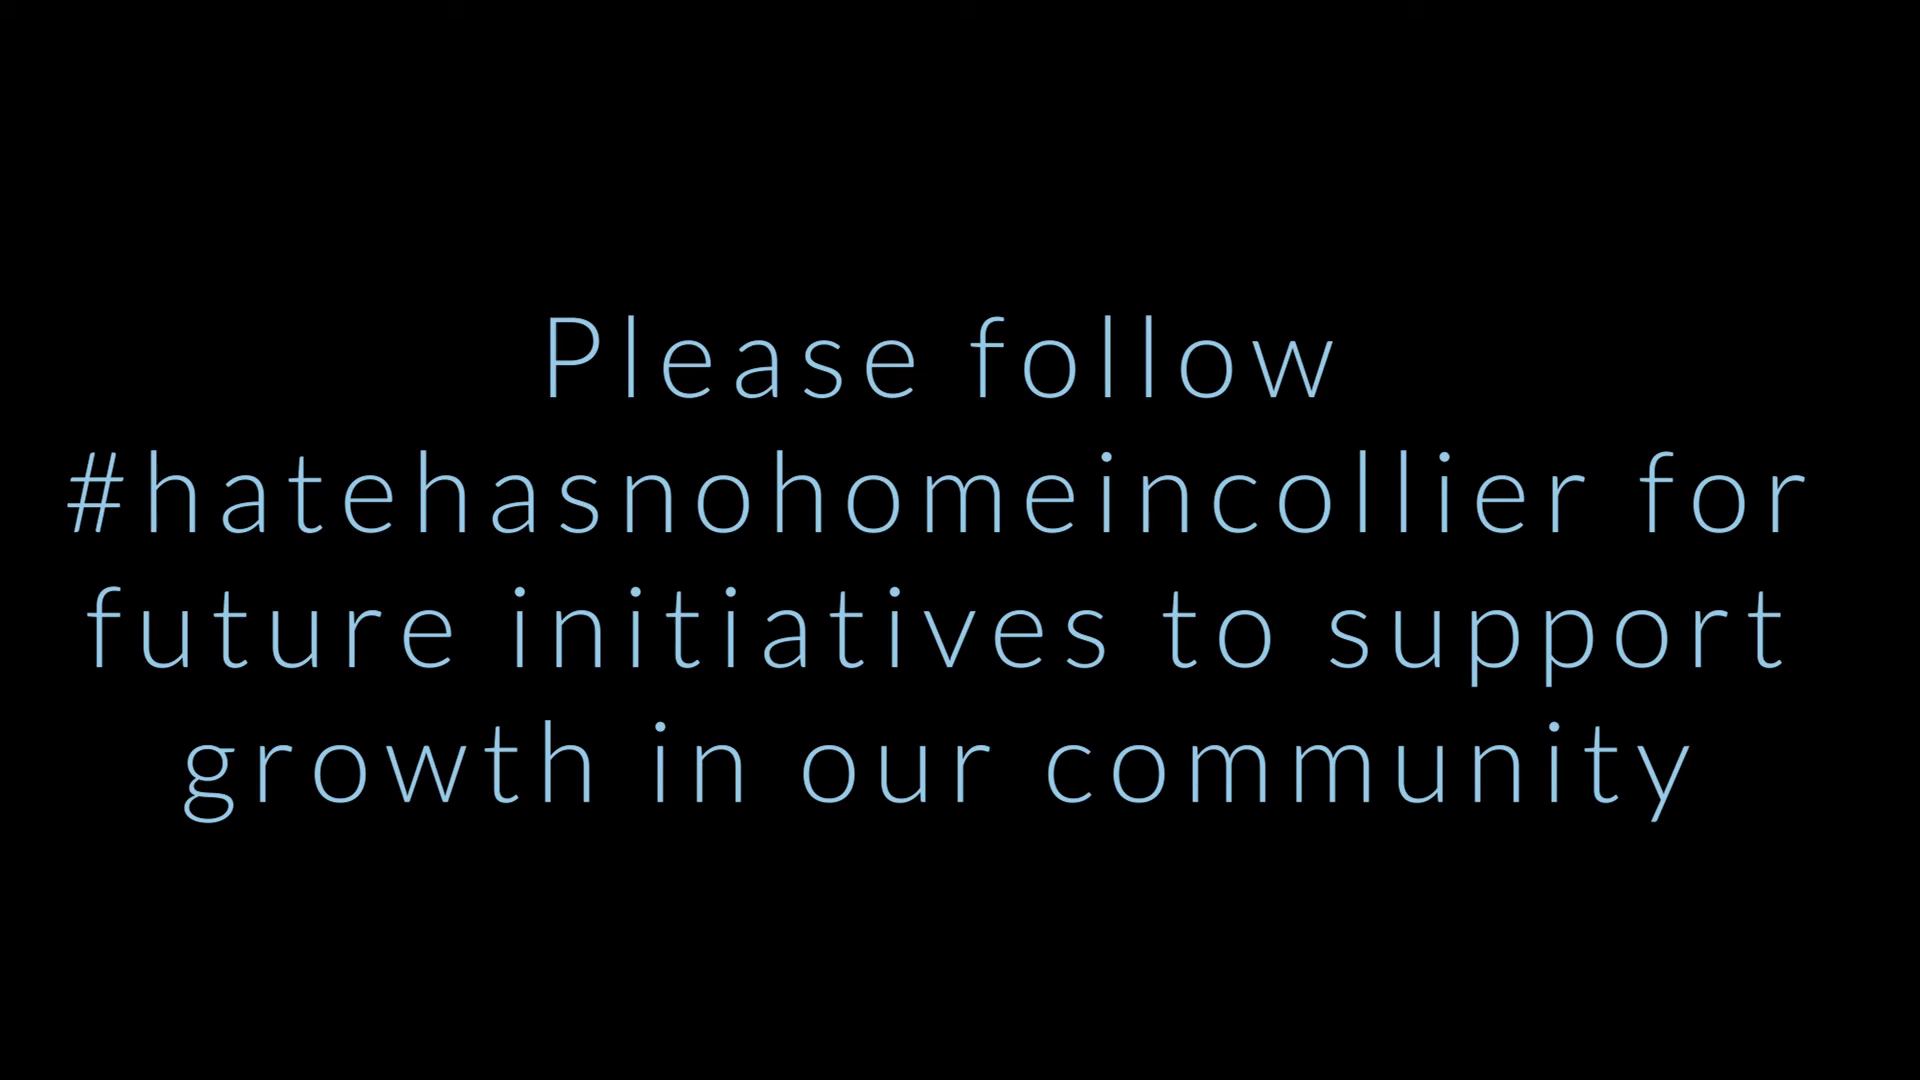 Please follow
#hatehasnohomeincollier for
future initiatives to support
growth in our community